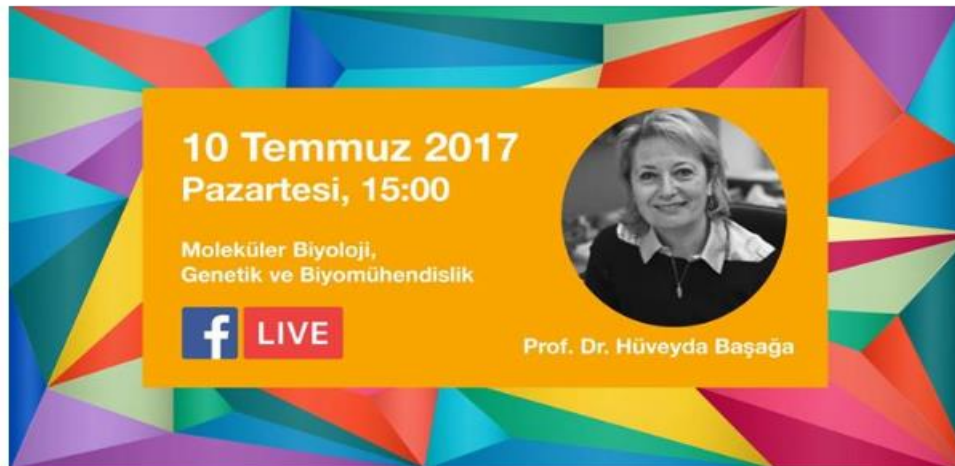 10 Temmuz 2017
Pazartesi, 15:00
Moleküler Biyoloji,
Genetik ve Biyomühendislik
f LIVE
Prof. Dr. Hüveyda Başağa